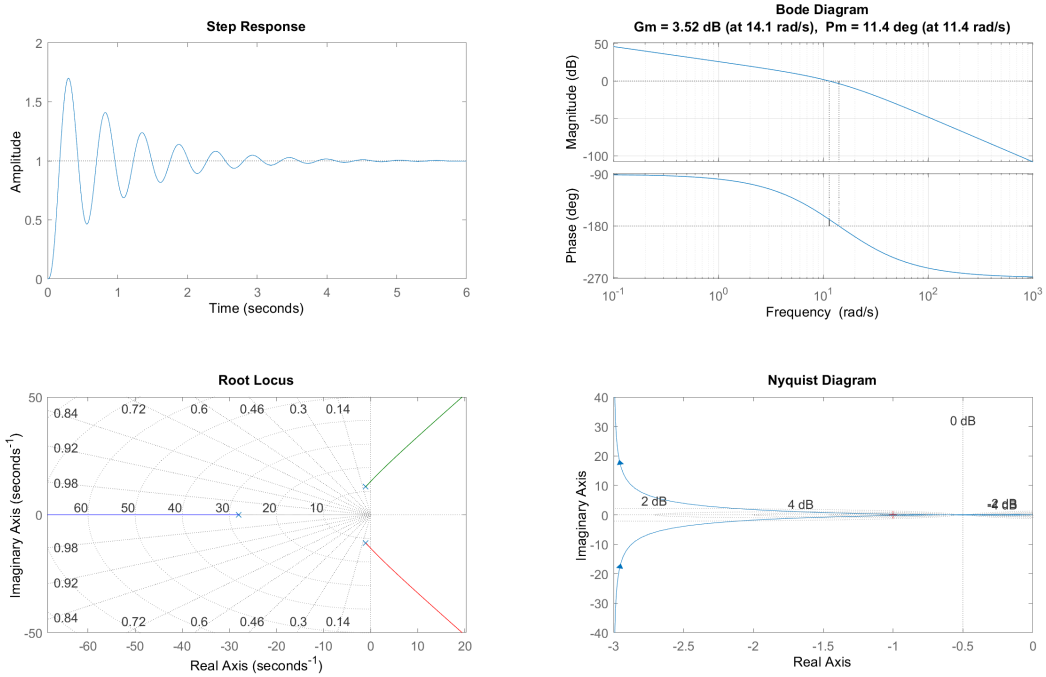 Step Response
2
1.5
1
0.5
0
Amplitude
0 1 2 3 4 5 6
Time (seconds)
Bode Diagram
Gm = 3.52 dB (at 14.1 rad/s), Pm = 11.4 deg (at 11.4 rad/s)
50
0
-50
-100
Magnitude (dB)
-90
-180
-270
Phase (deg)
10-1 100 101 102 103
Frequency (rad/s)
Root Locus
50
0
-50
Imaginary Axis (seconds-1)
0.84 0.72 0.6 0.46 0.3 0.14
0.92
0.98
60 50 40 30 20 10
0.98
0.92
0.84 0.72 0.6 0.46 0.3 0.14
-60 -50 -40 -30 -20 -10 0 10 20
Real Axis (seconds-1)
Nyquist Diagram
40
30
20
10
0
-10
-20
-30
-40
Imaginary Axis
0 dB
2 dB 4 dB
-2 dB
-4 dB
-3 -2.5 -2 -1.5 -1 -0.5 0
Real Axis